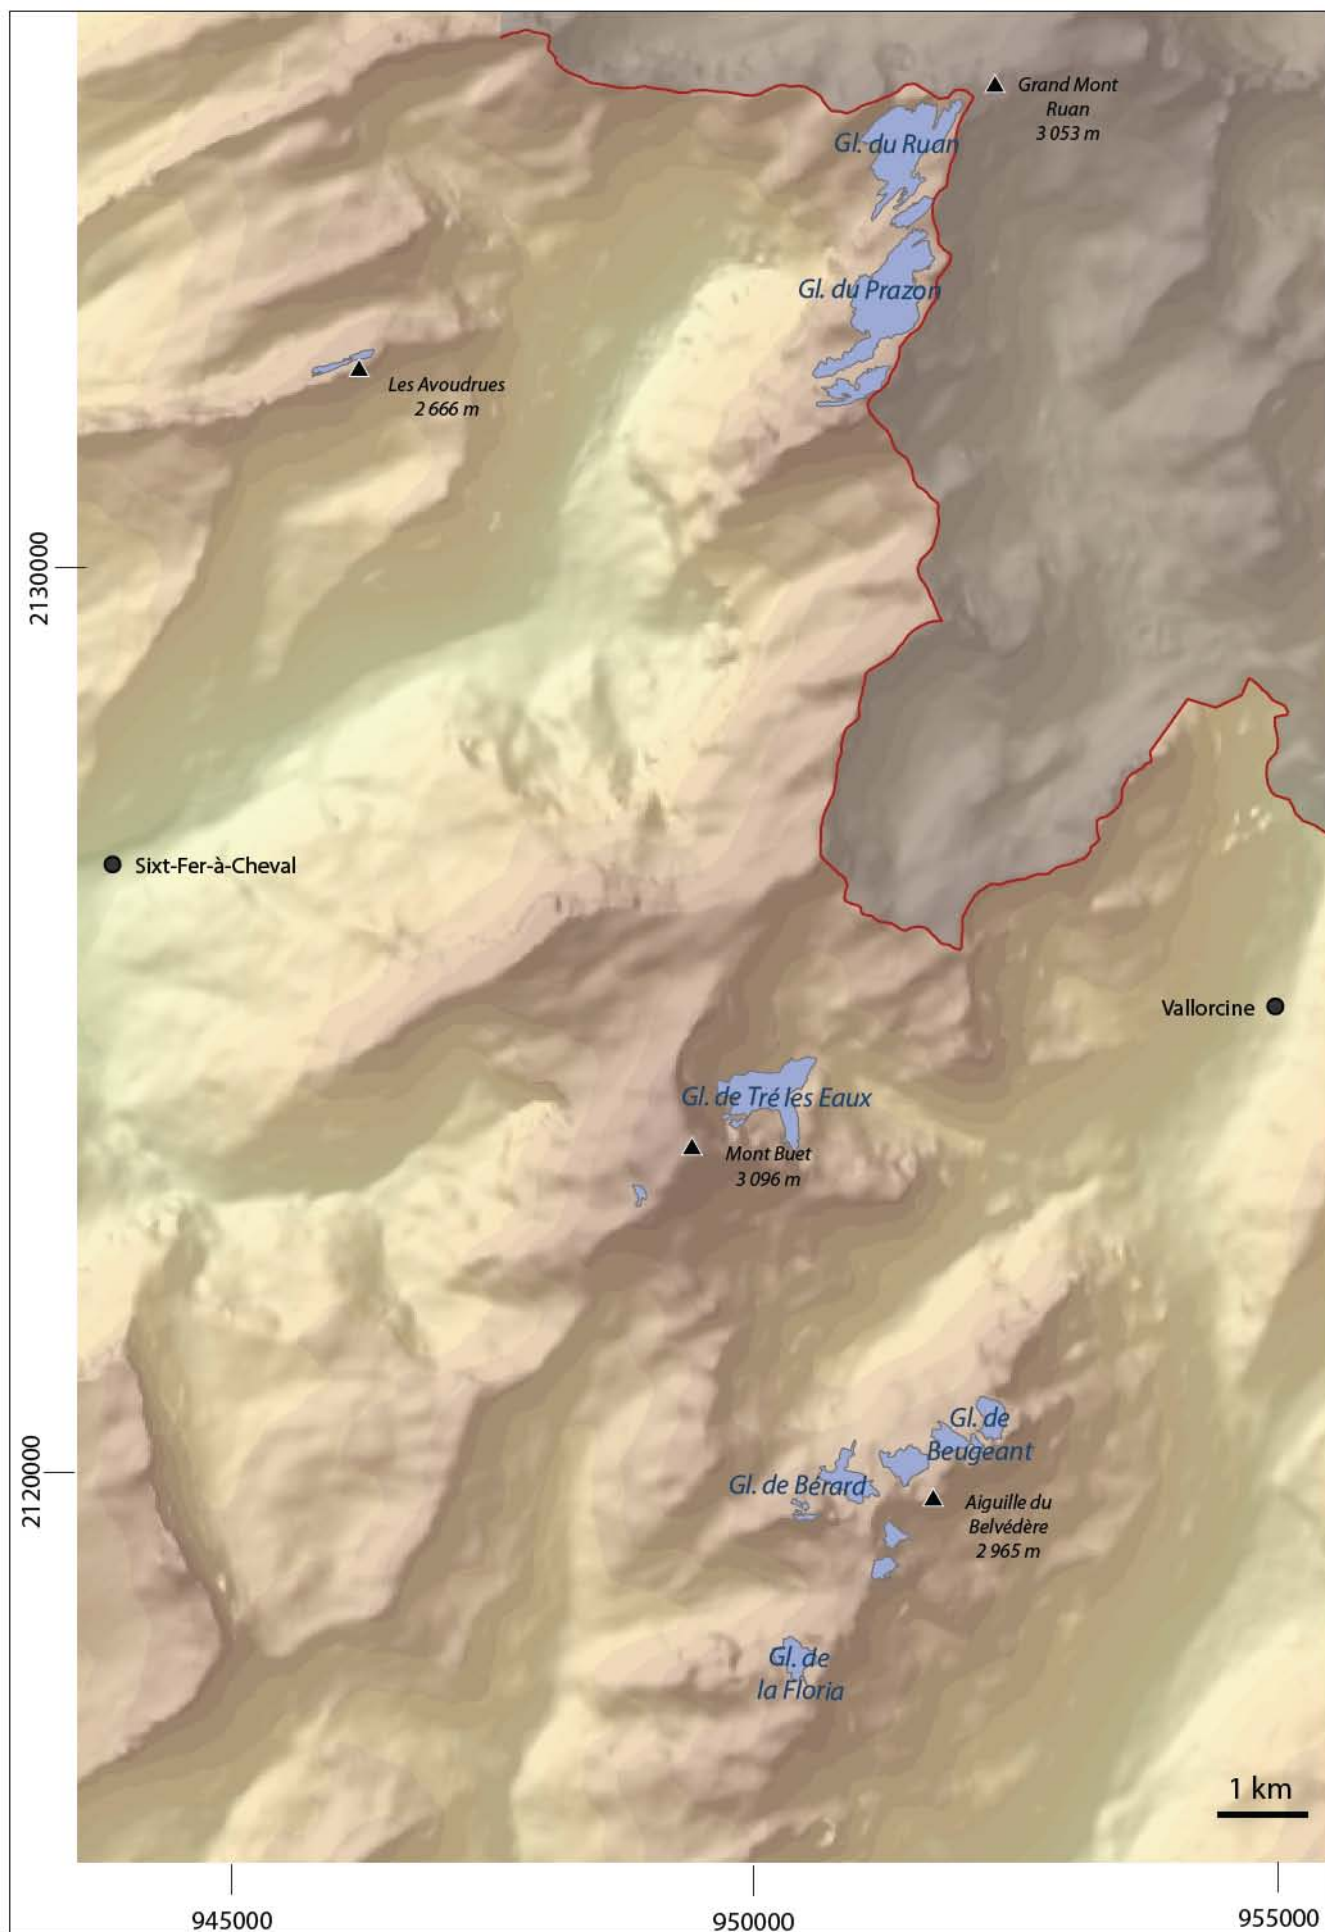 Grand Mont
Ruan
3 053 m
Gl. du Ruan
Gl. du Prazon
Les Avoudrues
2 666 m
2130000
Sixt-Fer-à-Cheval
Vallorcine
Gl. de Tré les Eaux
Mont Buet
3 096 m
Gl. de
Beugeant
Gl. de Bérard
2120000
Aiguille du
Belvédère
2 965 m
Gl. de
la Floria
1 km
945000
950000
955000